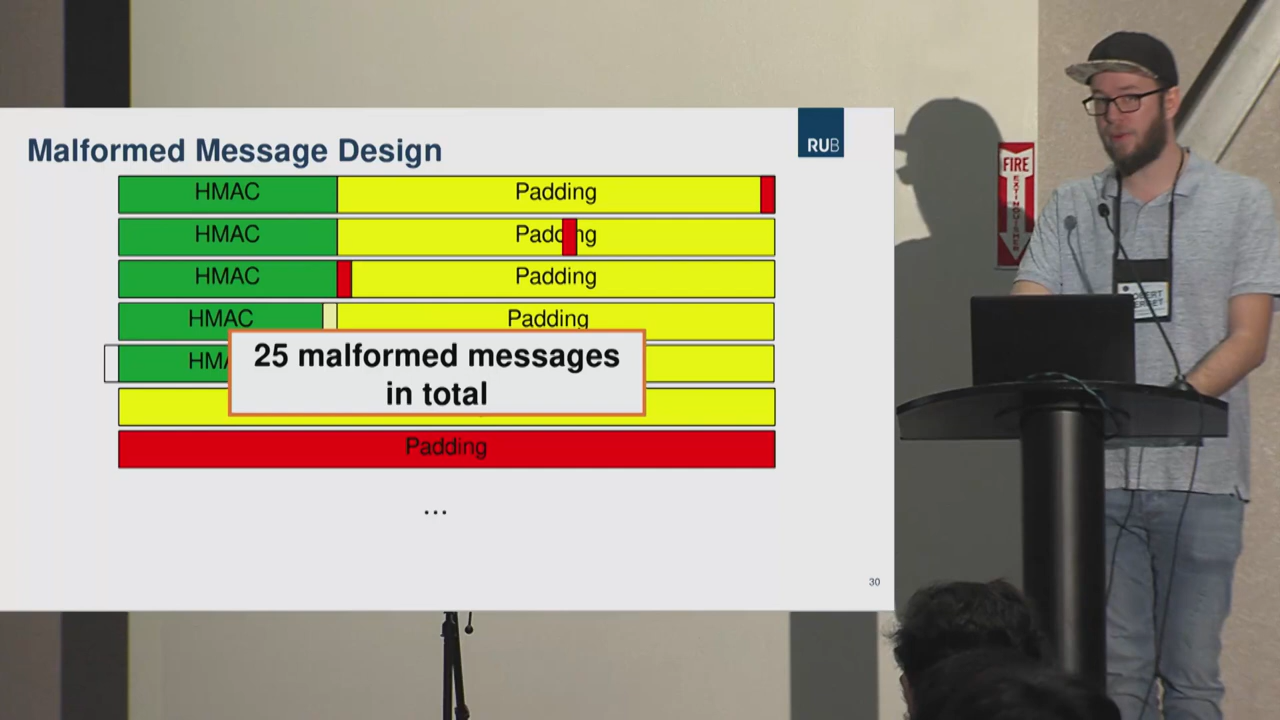 Malformed Message Design
RUB
HMAC Padding
HMAC Padding
HMAC Padding
HMAC Padding
25 malformed messages
in total
Padding
...
30
FIRE
EXTINGUISHER